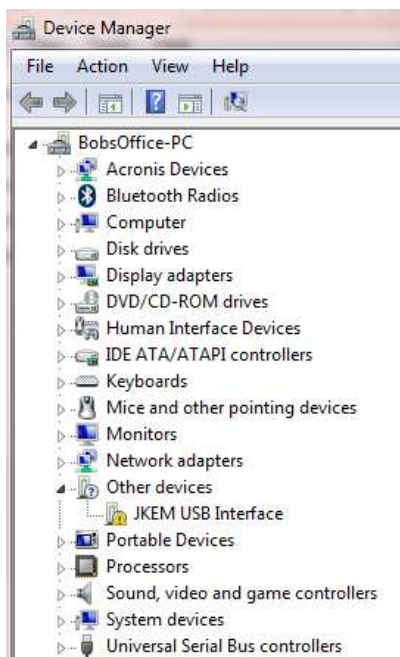 Device Manager
File Action View Help
BobsOffice-PC
Acronis Devices
Bluetooth Radios
Computer
Disk drives
Display adapters
DVD/CD-ROM drives
Human Interface Devices
IDE ATA/ATAPI controllers
Keyboards
Mice and other pointing devices
Monitors
Network adapters
Other devices
JKEM USB Interface
Portable Devices
Processors
Sound, video and game controllers
System devices
Universal Serial Bus controllers